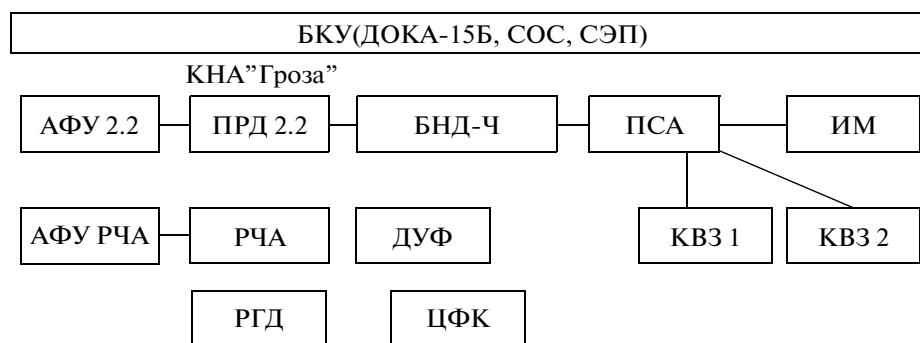 БКУ(ДОКА-15Б, СОС, СЭП)
КНА”Гроза”
АФУ 2.2 ПРД 2.2 БНД-Ч ПСА ИМ
АФУ РЧА РЧА ДУФ КВЗ 1 КВЗ 2
РГД ЦФК